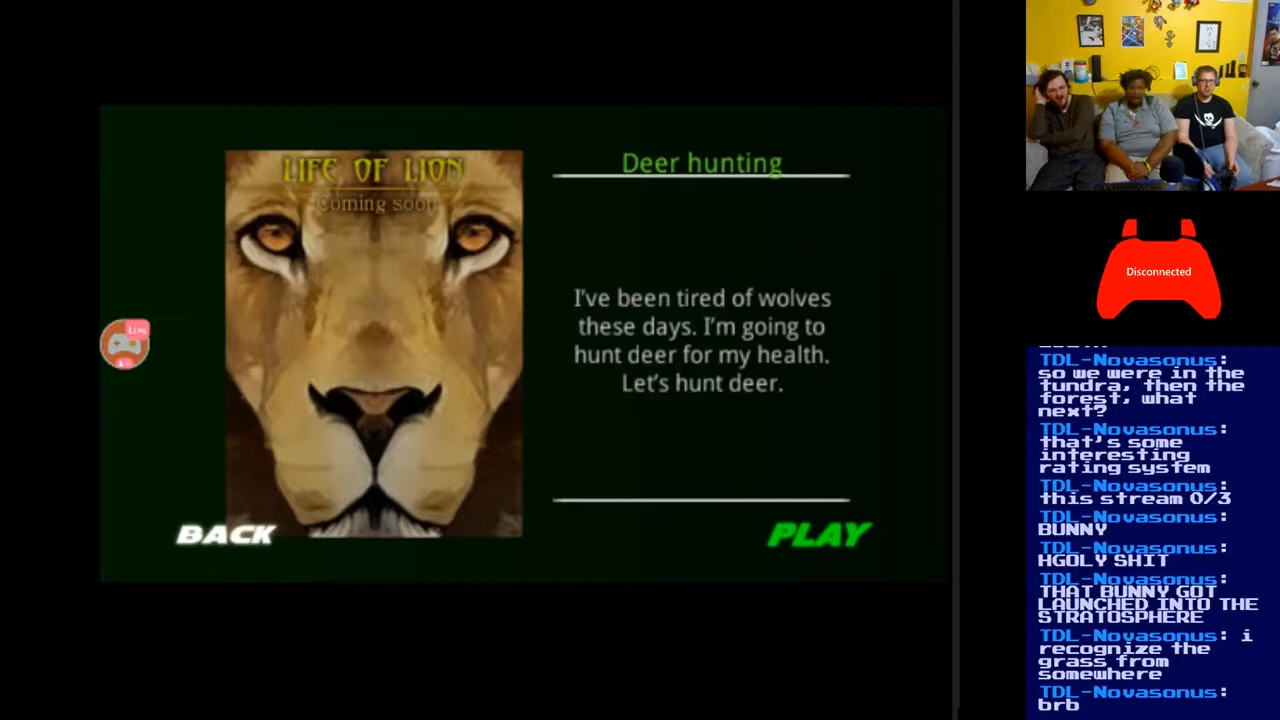 LIFE OF LION
Coming soon
Deer hunting
I've been tired of wolves
these days. I'm going to
hunt deer for my health.
Let's hunt deer.
BACK
PLAY
Live
Disconnected
TDL-Novasonus:
so we were in the
tundra, then the
forest, what
next?
TDL-Novasonus:
that's some
interesting
rating system
TDL-Novasonus:
this stream 0/3
TDL-Novasonus:
BUNNY
TDL-Novasonus:
HGOLY SHIT
TDL-Novasonus:
THAT BUNNY GOT
LAUNCHED INTO THE
STRATOSPHERE
TDL-Novasonus: i
recognize the
grass from
somewhere
TDL-Novasonus:
brb